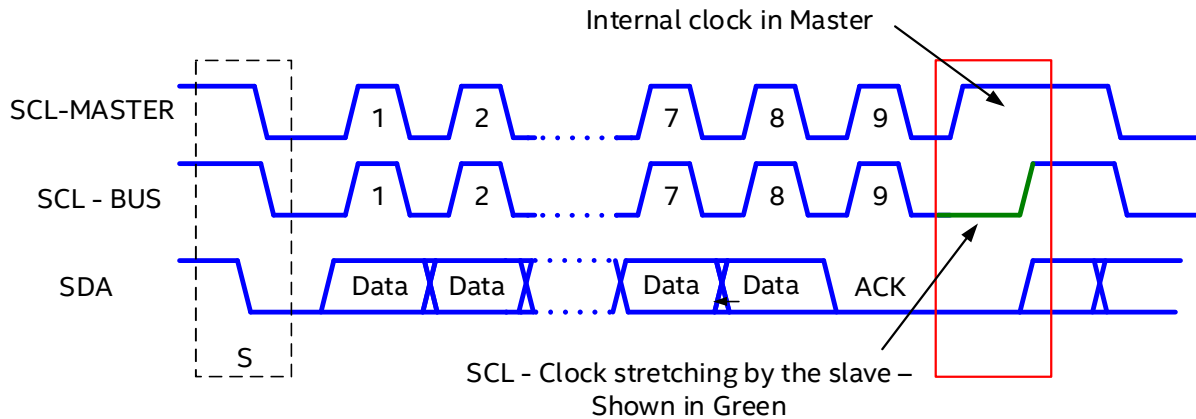 Internal clock in Master
SCL-MASTER
1 2 7 8 9
SCL - BUS
1 2 7 8 9
SDA
Data Data Data Data ACK
S
SCL - Clock stretching by the slave –
Shown in Green